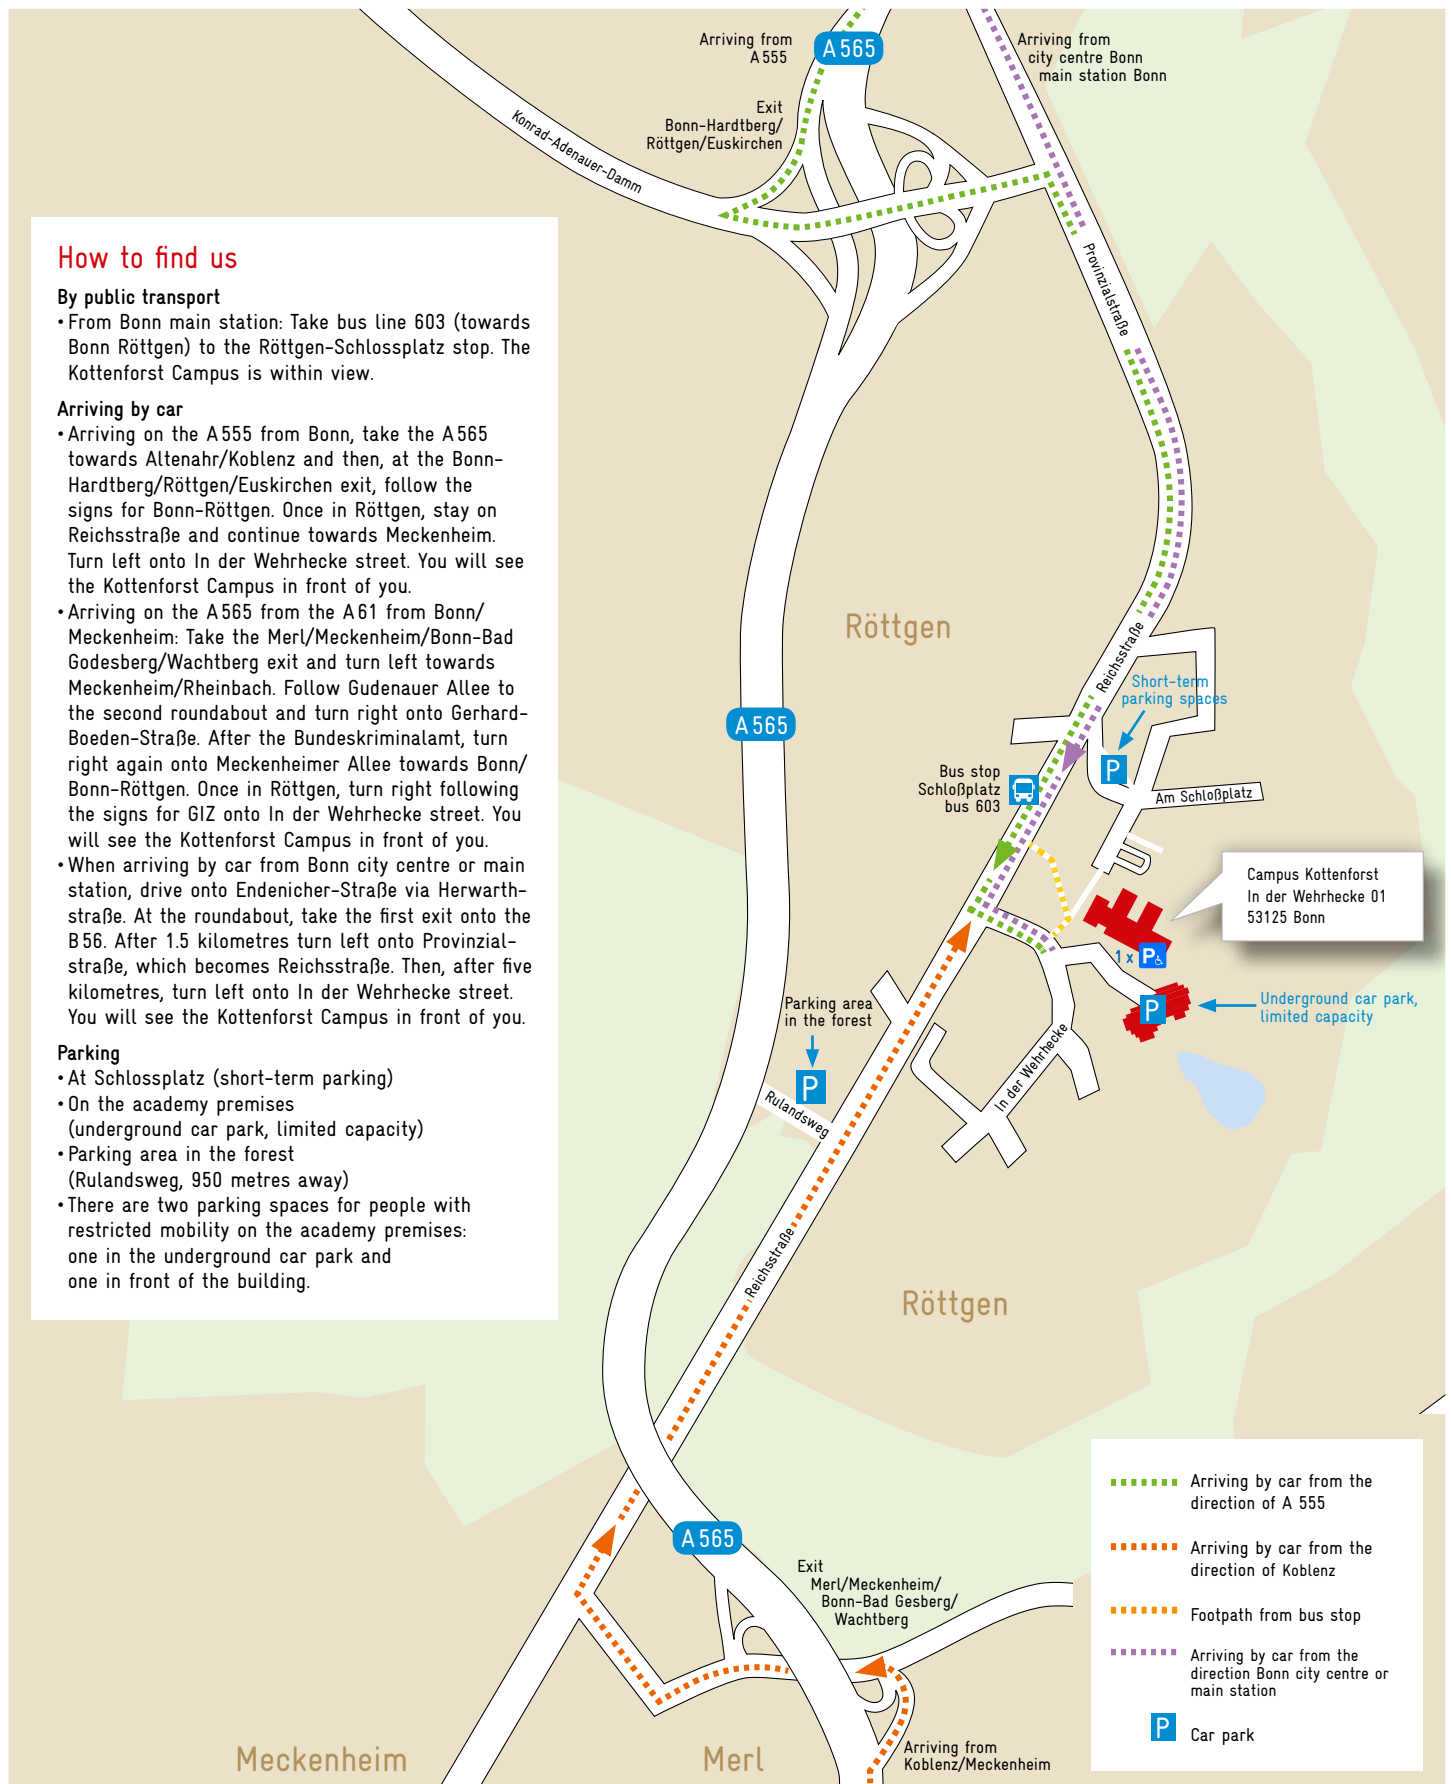 Arriving from
A 555
A 565
Arriving from
city centre Bonn
main station Bonn
Exit
Bonn-Hardtberg/
Röttgen/Euskirchen
Konrad-Adenauer-Damm
Provinzialstraße
How to find us
By public transport
• From Bonn main station: Take bus line 603 (towards
Bonn Röttgen) to the Röttgen-Schlossplatz stop. The
Kottenforst Campus is within view.
Arriving by car
• Arriving on the A 555 from Bonn, take the A 565
towards Altenahr/Koblenz and then, at the Bonn-
Hardtberg/Röttgen/Euskirchen exit, follow the
signs for Bonn-Röttgen. Once in Röttgen, stay on
Reichsstraße and continue towards Meckenheim.
Turn left onto In der Wehrhecke street. You will see
the Kottenforst Campus in front of you.
• Arriving on the A 565 from the A 61 from Bonn/
Meckenheim: Take the Merl/Meckenheim/Bonn-Bad
Godesberg/Wachtberg exit and turn left towards
Meckenheim/Rheinbach. Follow Gudenauer Allee to
the second roundabout and turn right onto Gerhard-
Boeden-Straße. After the Bundeskriminalamt, turn
right again onto Meckenheimer Allee towards Bonn/
Bonn-Röttgen. Once in Röttgen, turn right following
the signs for GIZ onto In der Wehrhecke street. You
will see the Kottenforst Campus in front of you.
• When arriving by car from Bonn city centre or main
station, drive onto Endenicher-Straße via Herwarth-
straße. At the roundabout, take the first exit onto the
B 56. After 1.5 kilometres turn left onto Provinzial-
straße, which becomes Reichsstraße. Then, after five
kilometres, turn left onto In der Wehrhecke street.
You will see the Kottenforst Campus in front of you.
Parking
• At Schlossplatz (short-term parking)
• On the academy premises
(underground car park, limited capacity)
• Parking area in the forest
(Rulandsweg, 950 metres away)
• There are two parking spaces for people with
restricted mobility on the academy premises:
one in the underground car park and
one in front of the building.
Röttgen
Reichsstraße
Short-term
parking spaces
P
A 565
Bus stop
Schloßplatz
bus 603
Am Schloßplatz
Campus Kottenforst
In der Wehrhecke 01
53125 Bonn
1 x P
P
Underground car park,
limited capacity
Parking area
in the forest
P
Rulandsweg
In der Wehrhecke
Reichsstraße
Röttgen
A 565
Exit
Merl/Meckenheim/
Bonn-Bad Gesberg/
Wachtberg
Arriving from
Koblenz/Meckenheim
Meckenheim
Merl
Arriving by car from the
direction of A 555
Arriving by car from the
direction of Koblenz
Footpath from bus stop
Arriving by car from the
direction Bonn city centre or
main station
P Car park